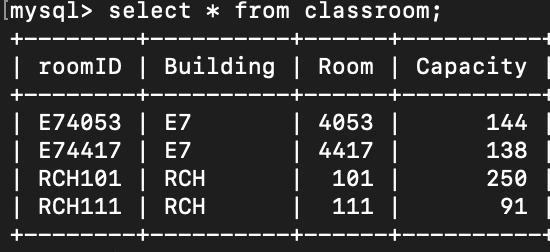 [mysql> select * from classroom;
+---------+----------+------+----------+
| roomID | Building | Room | Capacity |
+---------+----------+------+----------+
| E74053 | E7 | 4053 | 144 |
| E74417 | E7 | 4417 | 138 |
| RCH101 | RCH | 101 | 250 |
| RCH111 | RCH | 111 | 91 |
+---------+----------+------+----------+